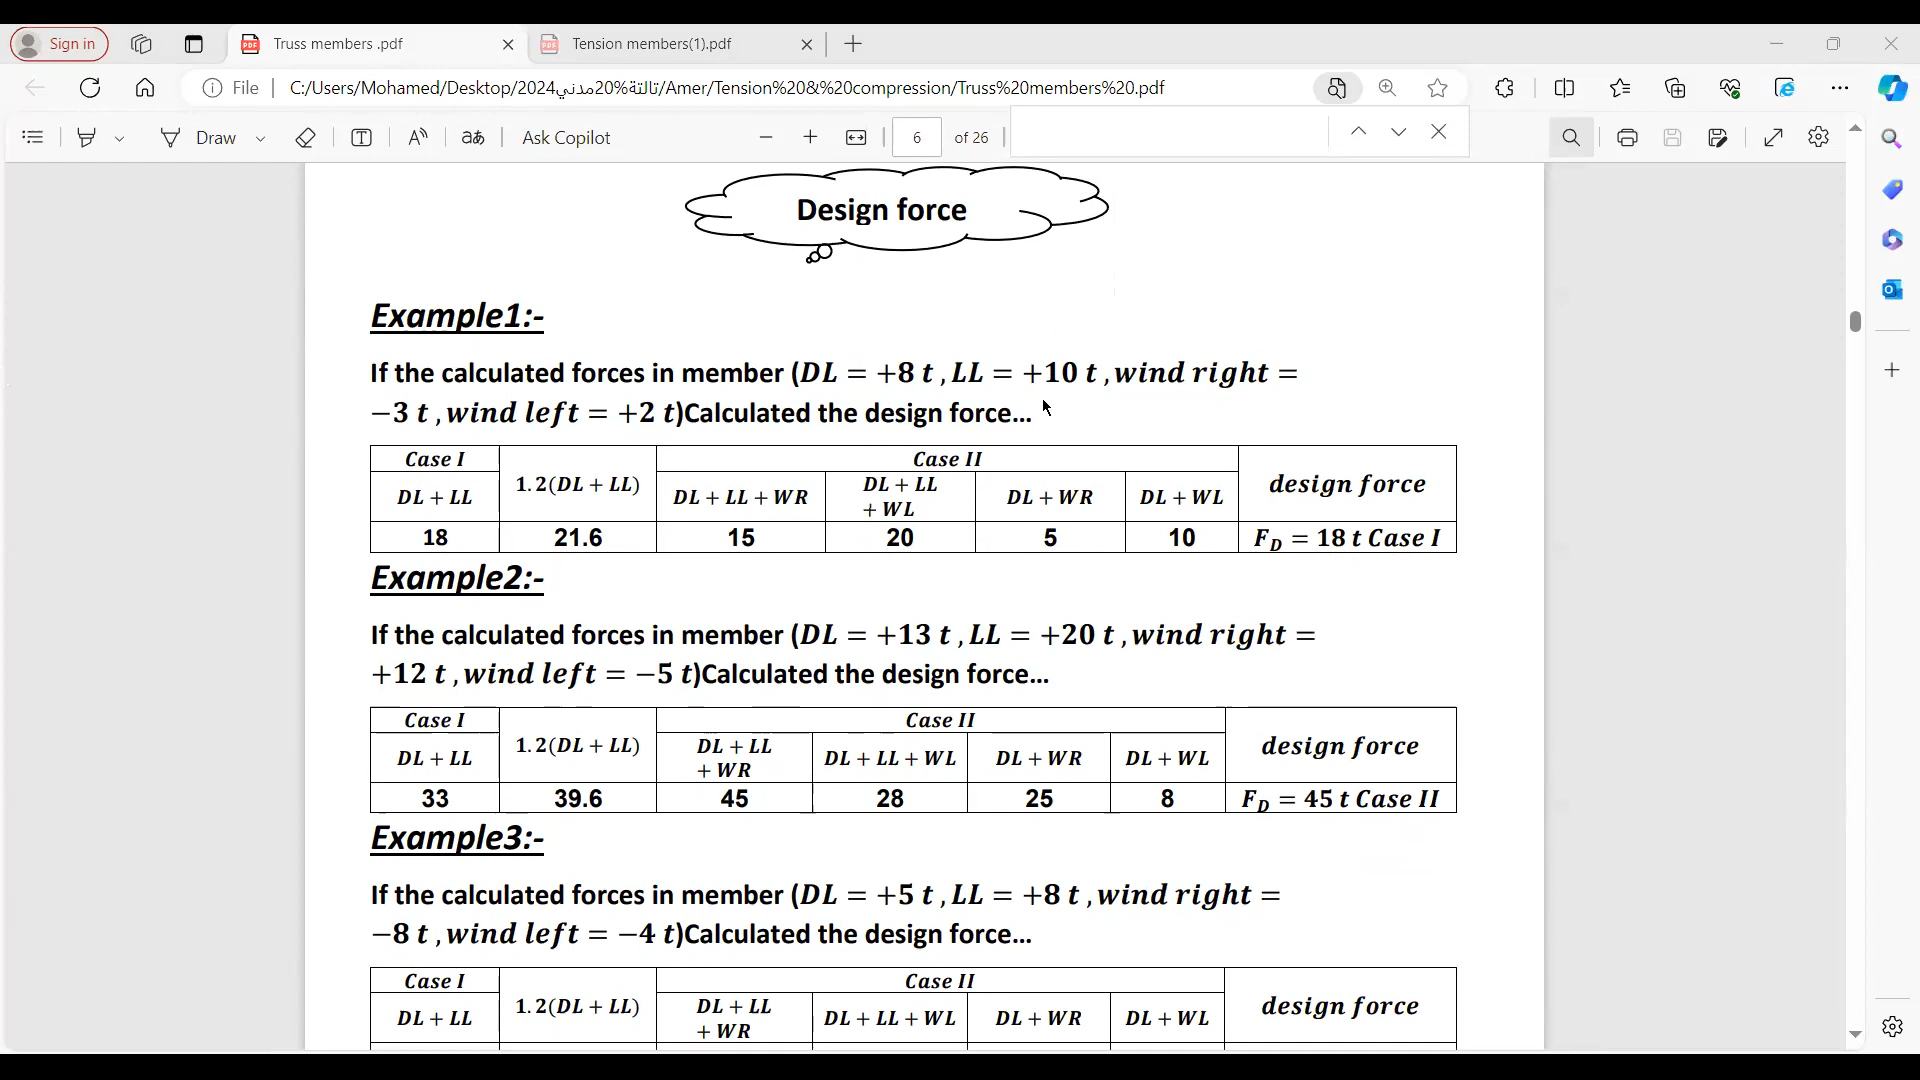 Sign in
Truss members .pdf
Tension members(1).pdf
File
C:/Users/Mohamed/Desktop/2024تالتة%20مدني/Amer/Tension%20&%20compression/Truss%20members%20.pdf
Draw
aあ
Ask Copilot
6 of 26
Design force
Example1:-
If the calculated forces in member (DL = +8 t , LL = +10 t , wind right =
−3 t , wind left = +2 t)Calculated the design force...
Case I
1.2(DL + LL)
Case II
design force
DL + LL
DL + LL + WR
DL + LL
+ WL
DL + WR
DL + WL
18 21.6 15 20 5 10 F_D = 18 t Case I
Example2:-
If the calculated forces in member (DL = +13 t , LL = +20 t , wind right =
+12 t , wind left = −5 t)Calculated the design force...
Case I
1.2(DL + LL)
Case II
design force
DL + LL
DL + LL
+ WR
DL + LL + WL
DL + WR
DL + WL
33 39.6 45 28 25 8 F_D = 45 t Case II
Example3:-
If the calculated forces in member (DL = +5 t , LL = +8 t , wind right =
−8 t , wind left = −4 t)Calculated the design force...
Case I
1.2(DL + LL)
Case II
design force
DL + LL
DL + LL
+ WR
DL + LL + WL
DL + WR
DL + WL